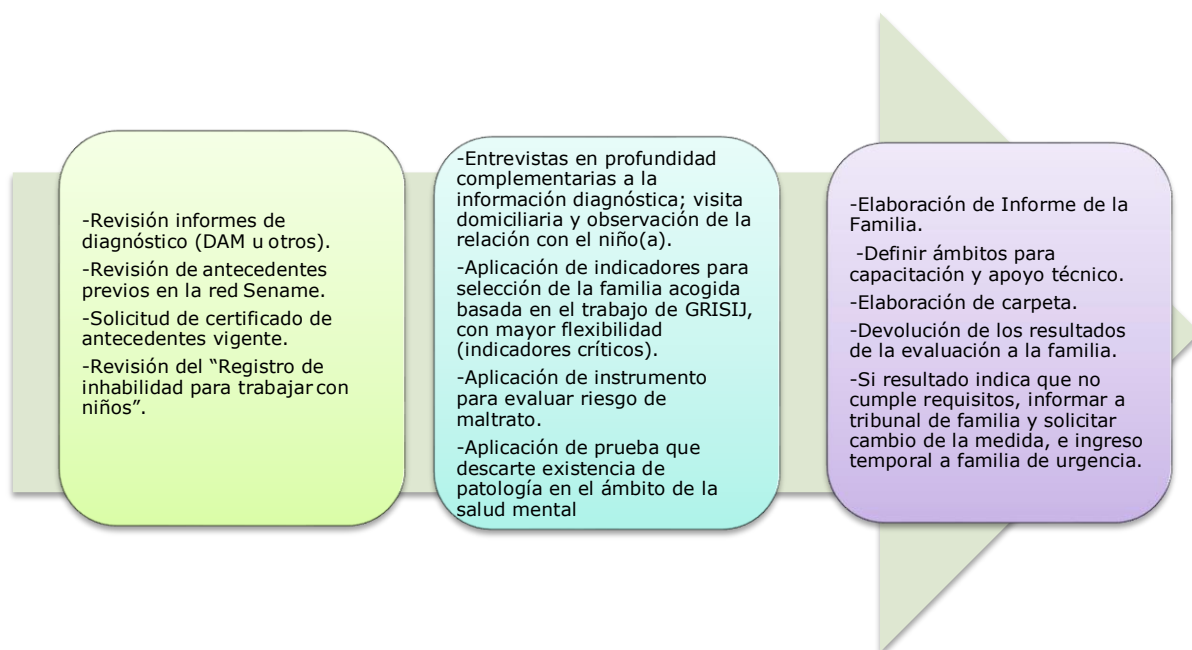 -Revisión informes de
diagnóstico (DAM u otros).
-Revisión de antecedentes
previos en la red Sename.
-Solicitud de certificado de
antecedentes vigente.
-Revisión del “Registro de
inhabilidad para trabajar con
niños”.
-Entrevistas en profundidad
complementarias a la
información diagnóstica; visita
domiciliaria y observación de la
relación con el niño(a).
-Aplicación de indicadores para
selección de la familia acogida
basada en el trabajo de GRISIJ,
con mayor flexibilidad
(indicadores críticos).
-Aplicación de instrumento
para evaluar riesgo de
maltrato.
-Aplicación de prueba que
descarte existencia de
patología en el ámbito de la
salud mental
-Elaboración de Informe de la
Familia.
-Definir ámbitos para
capacitación y apoyo técnico.
-Elaboración de carpeta.
-Devolución de los resultados
de la evaluación a la familia.
-Si resultado indica que no
cumple requisitos, informar a
tribunal de familia y solicitar
cambio de la medida, e ingreso
temporal a familia de urgencia.